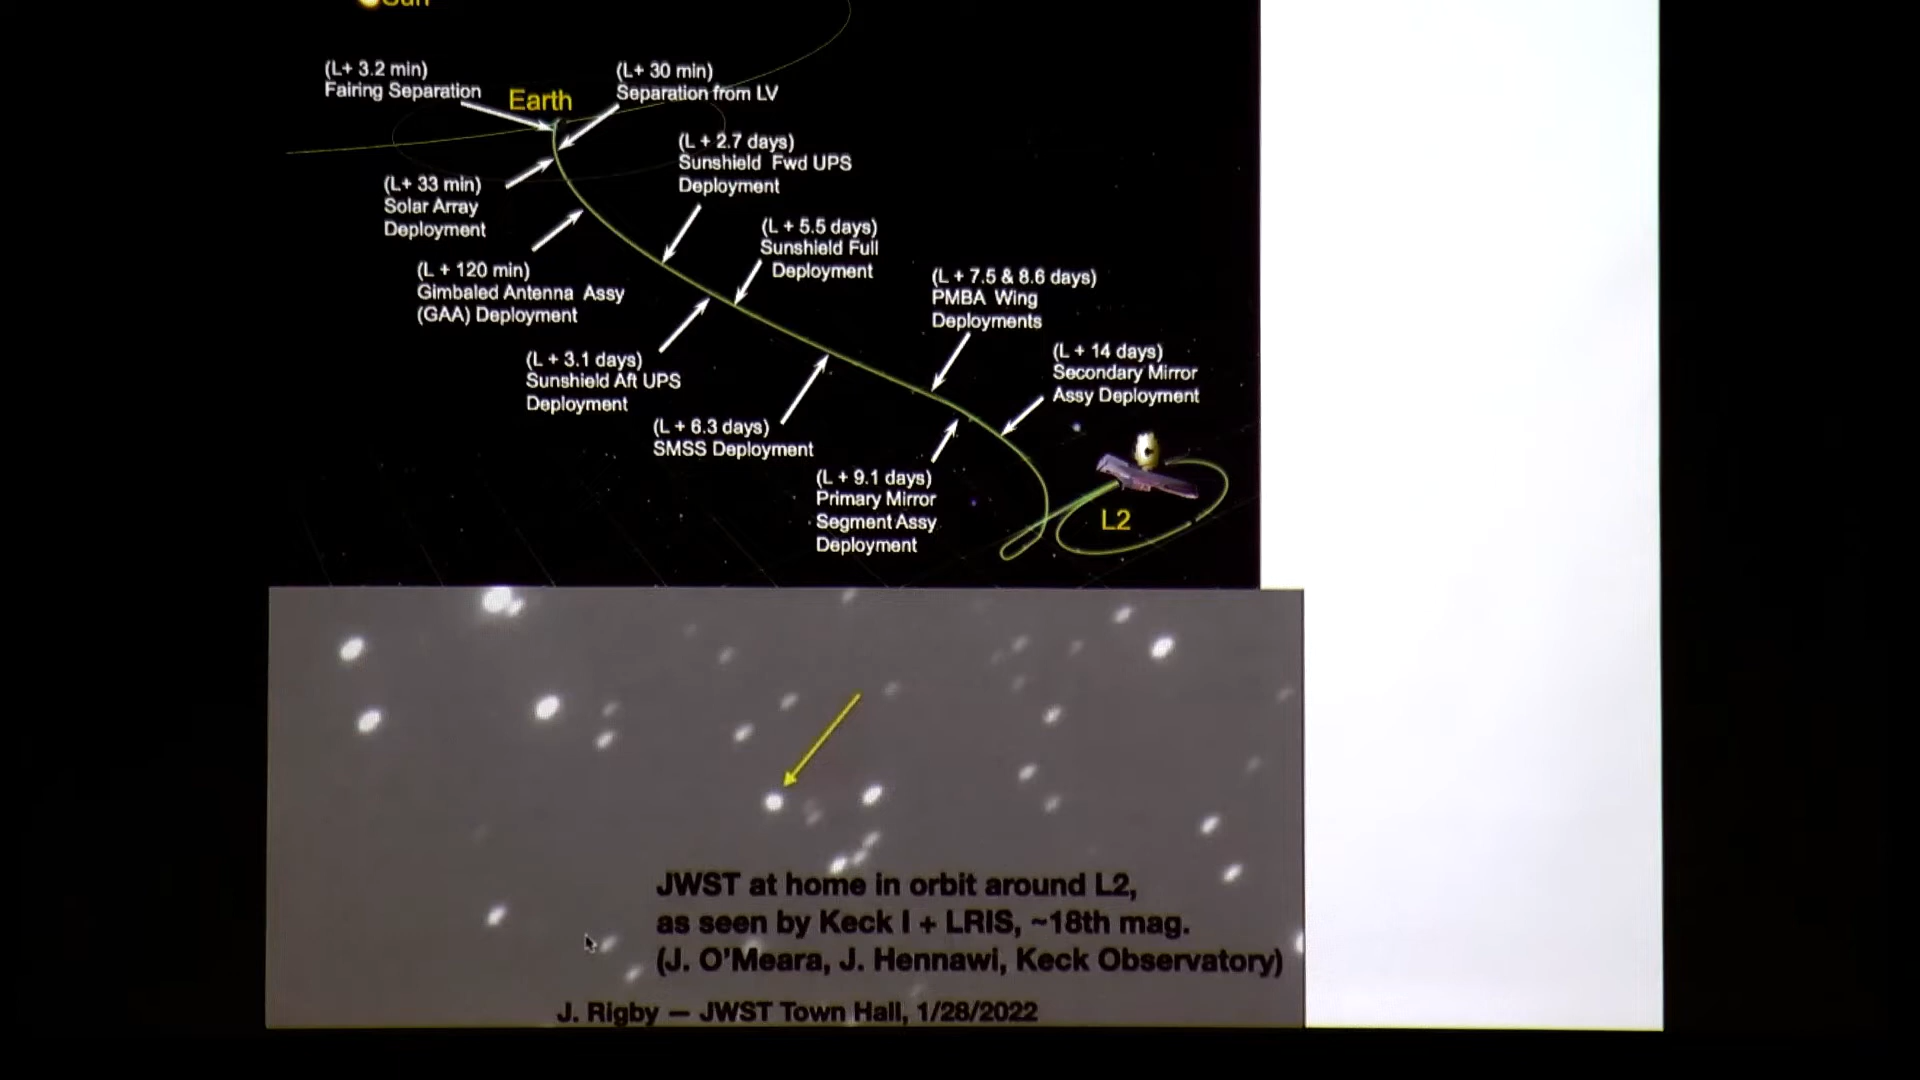 Sun
(L+ 3.2 min)
Fairing Separation
Earth
(L+ 30 min)
Separation from LV
(L + 2.7 days)
Sunshield Fwd UPS
Deployment
(L+ 33 min)
Solar Array
Deployment
(L + 5.5 days)
Sunshield Full
Deployment
(L + 120 min)
Gimbaled Antenna Assy
(GAA) Deployment
(L + 7.5 & 8.6 days)
PMBA Wing
Deployments
(L + 3.1 days)
Sunshield Aft UPS
Deployment
(L + 14 days)
Secondary Mirror
Assy Deployment
(L + 6.3 days)
SMSS Deployment
(L + 9.1 days)
Primary Mirror
Segment Assy
Deployment
L2
JWST at home in orbit around L2,
as seen by Keck I + LRIS, ~18th mag.
(J. O'Meara, J. Hennawi, Keck Observatory)
J. Rigby — JWST Town Hall, 1/28/2022